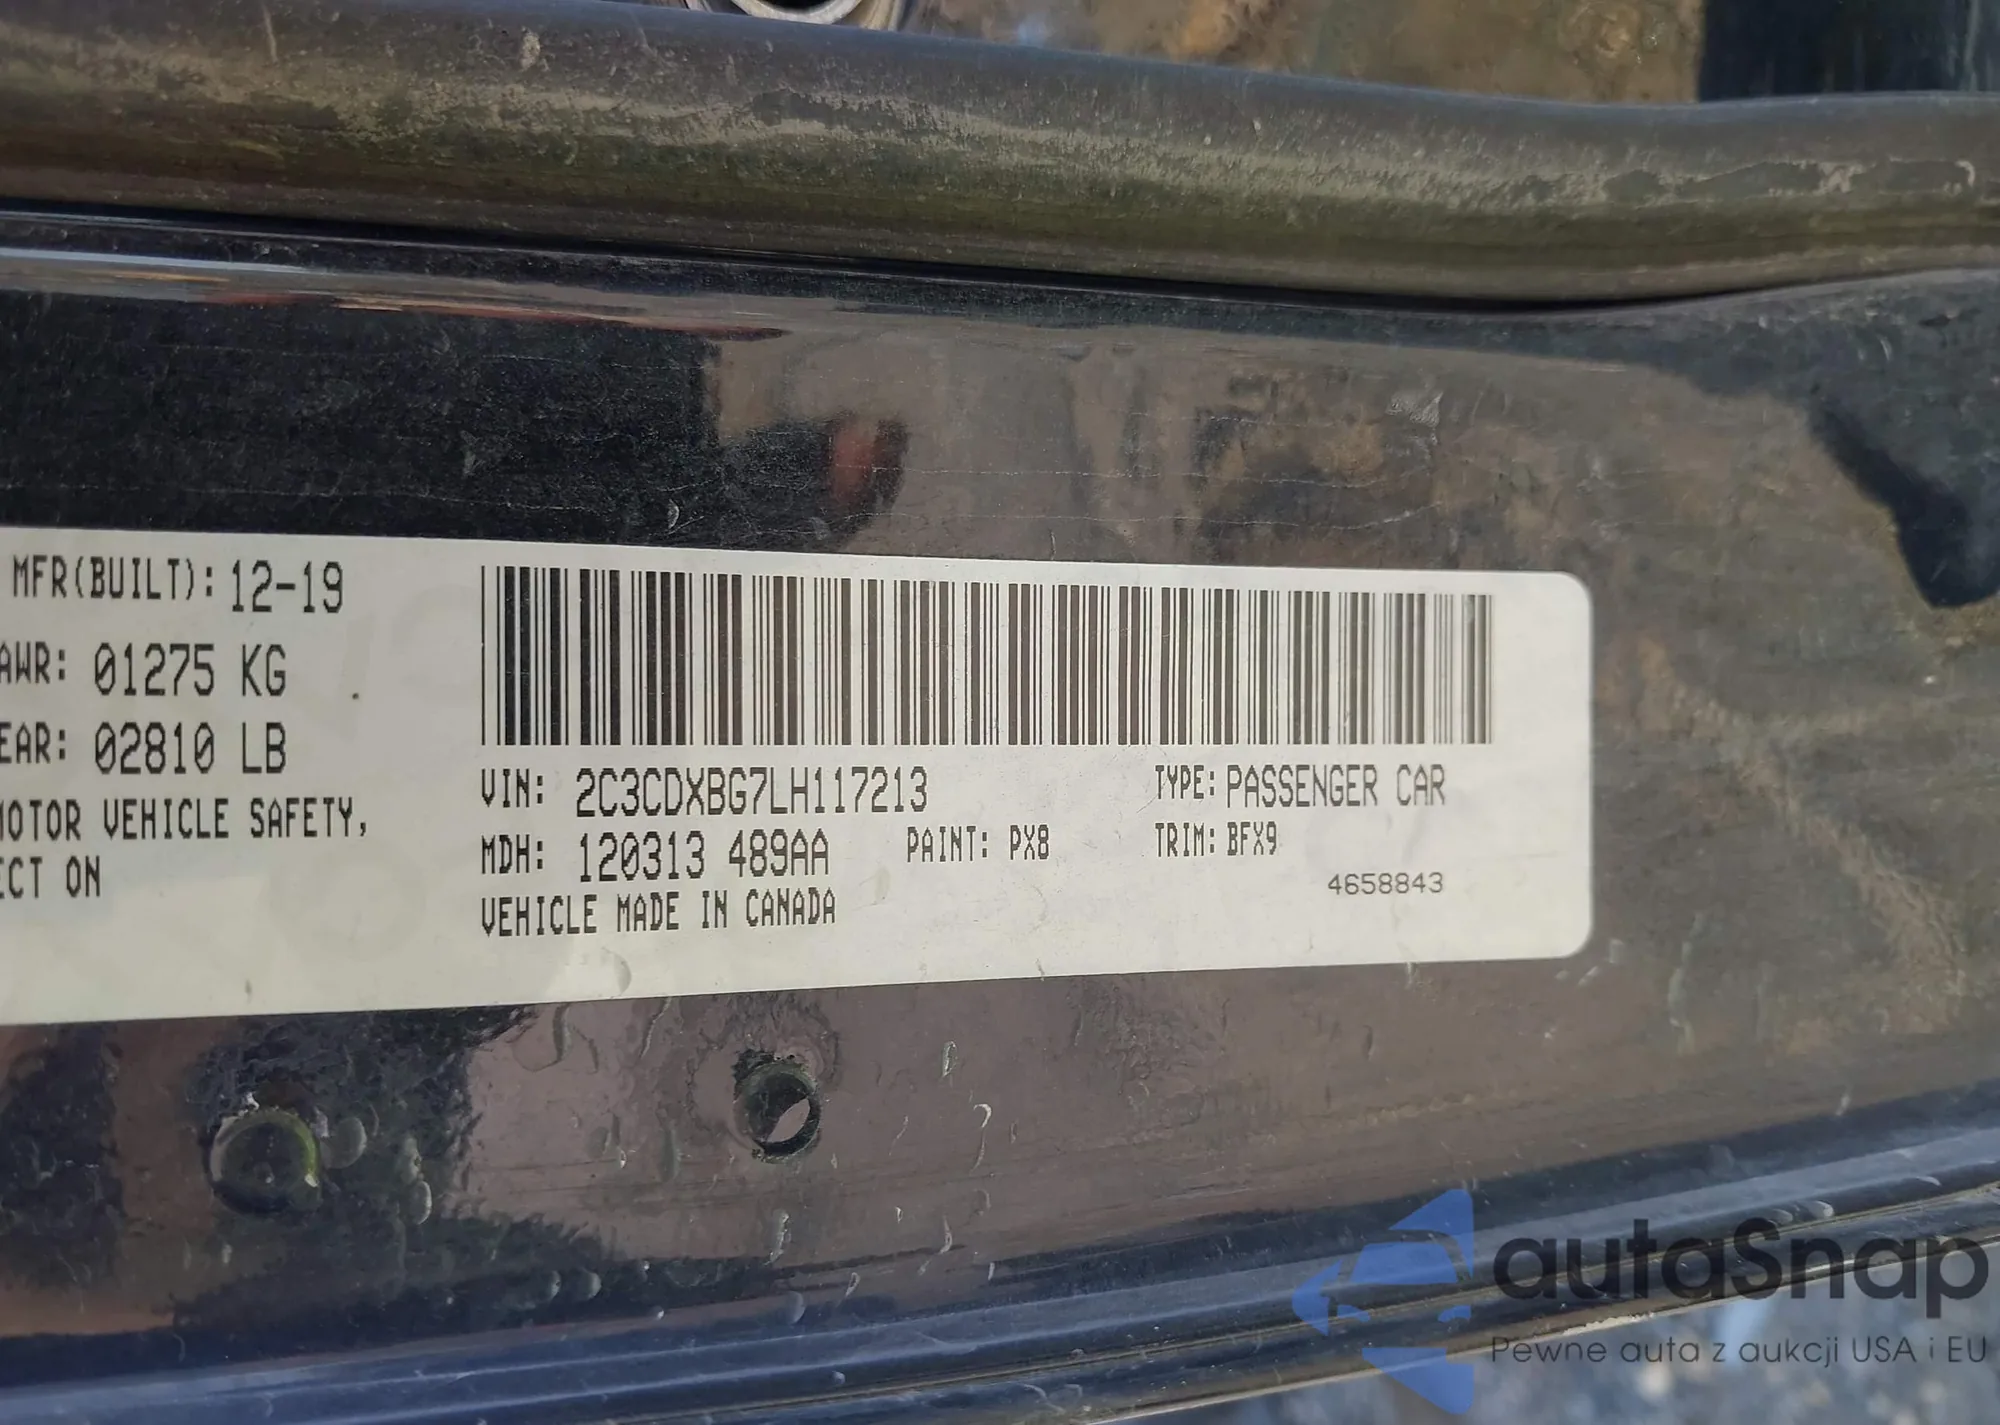 MFR(BUILT): 12-19
AWR: 01275 KG
EAR: 02810 LB
MOTOR VEHICLE SAFETY,
ECT ON
VIN: 2C3CDXBG7LH117213
TYPE: PASSENGER CAR
MDH: 120313 489AA
PAINT: PX8
TRIM: BFX9
VEHICLE MADE IN CANADA
4658843
autaSnap
Pewne auta z aukcji USA i EU